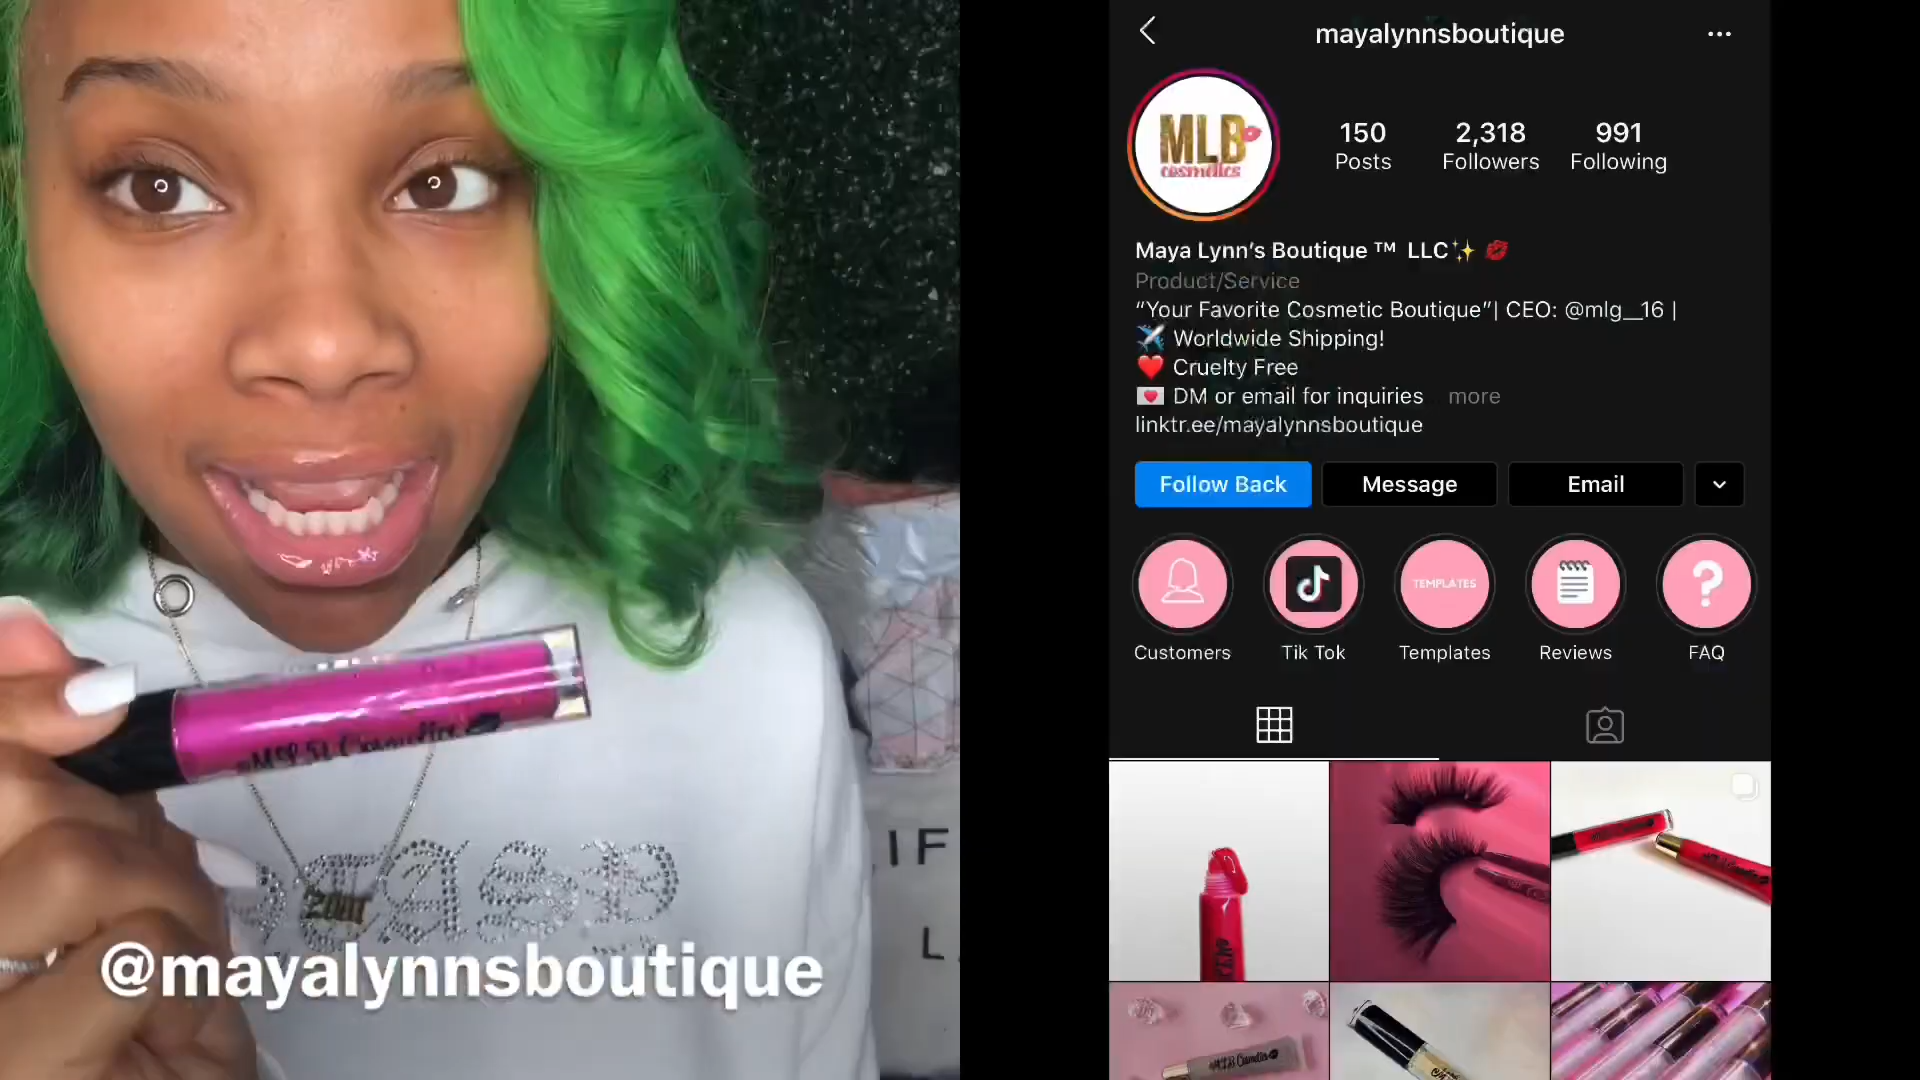 mayalynnsboutique
MLB
cosmetics
150
2,318
991
Posts
Followers
Following
Maya Lynn’s Boutique ™ LLC✨ 💋
Product/Service
“Your Favorite Cosmetic Boutique”| CEO: @mlg__16 |
✈️ Worldwide Shipping!
❤️ Cruelty Free
💌 DM or email for inquiries more
linktr.ee/mayalynnsboutique
Follow Back
Message
Email
TEMPLATES
?
Customers
Tik Tok
Templates
Reviews
FAQ
IF
L
@mayalynnsboutique